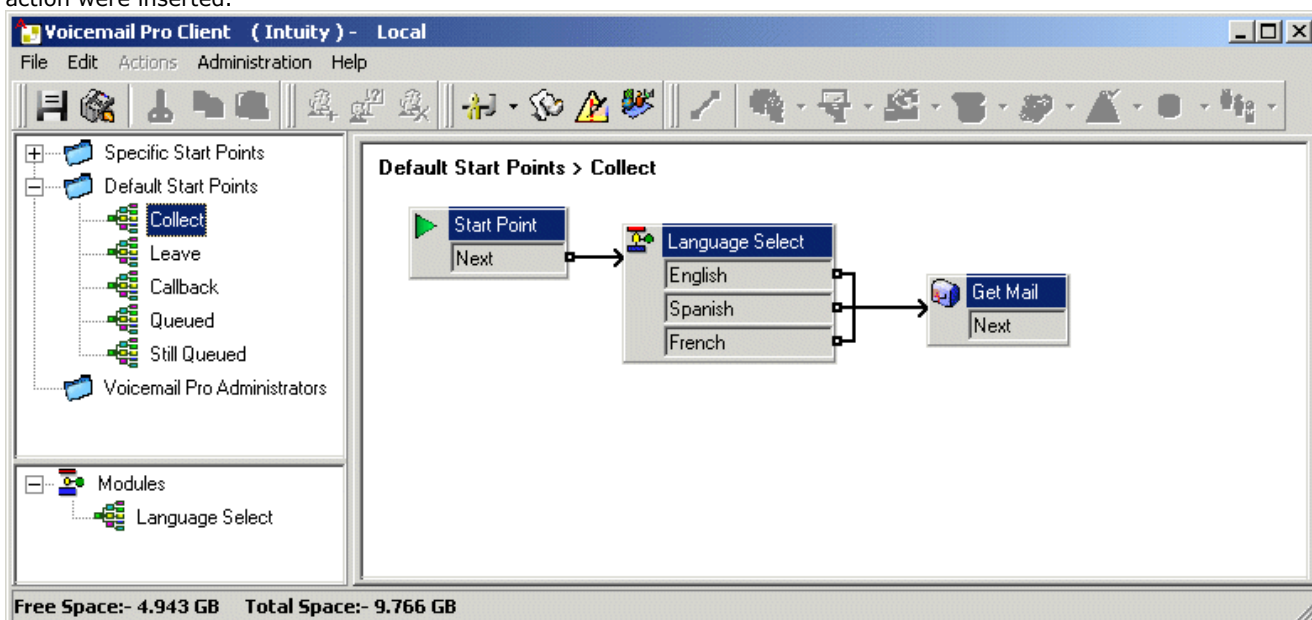 action were inserted.
Voicemail Pro Client ( Intuity ) - Local
File Edit Actions Administration Help
Specific Start Points
Default Start Points
Collect
Leave
Callback
Queued
Still Queued
Voicemail Pro Administrators
Modules
Language Select
Default Start Points > Collect
Start Point
Next
Language Select
English
Spanish
French
Get Mail
Next
Free Space:- 4.943 GB Total Space:- 9.766 GB